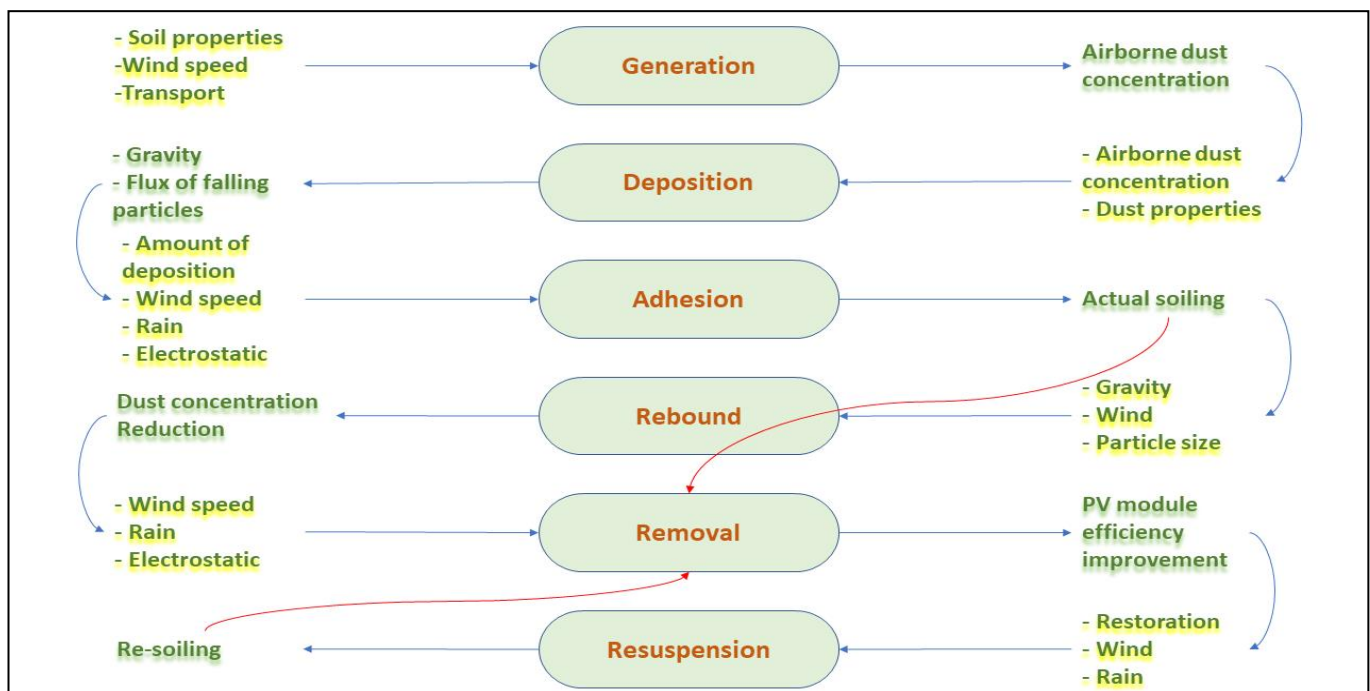 - Soil properties
-Wind speed
-Transport
Generation
Airborne dust
concentration
- Gravity
- Flux of falling
particles
Deposition
- Airborne dust
concentration
- Dust properties
- Amount of
deposition
- Wind speed
- Rain
- Electrostatic
Adhesion
Actual soiling
Dust concentration
Reduction
Rebound
- Gravity
- Wind
- Particle size
- Wind speed
- Rain
- Electrostatic
Removal
PV module
efficiency
improvement
Re-soiling
Resuspension
- Restoration
- Wind
- Rain